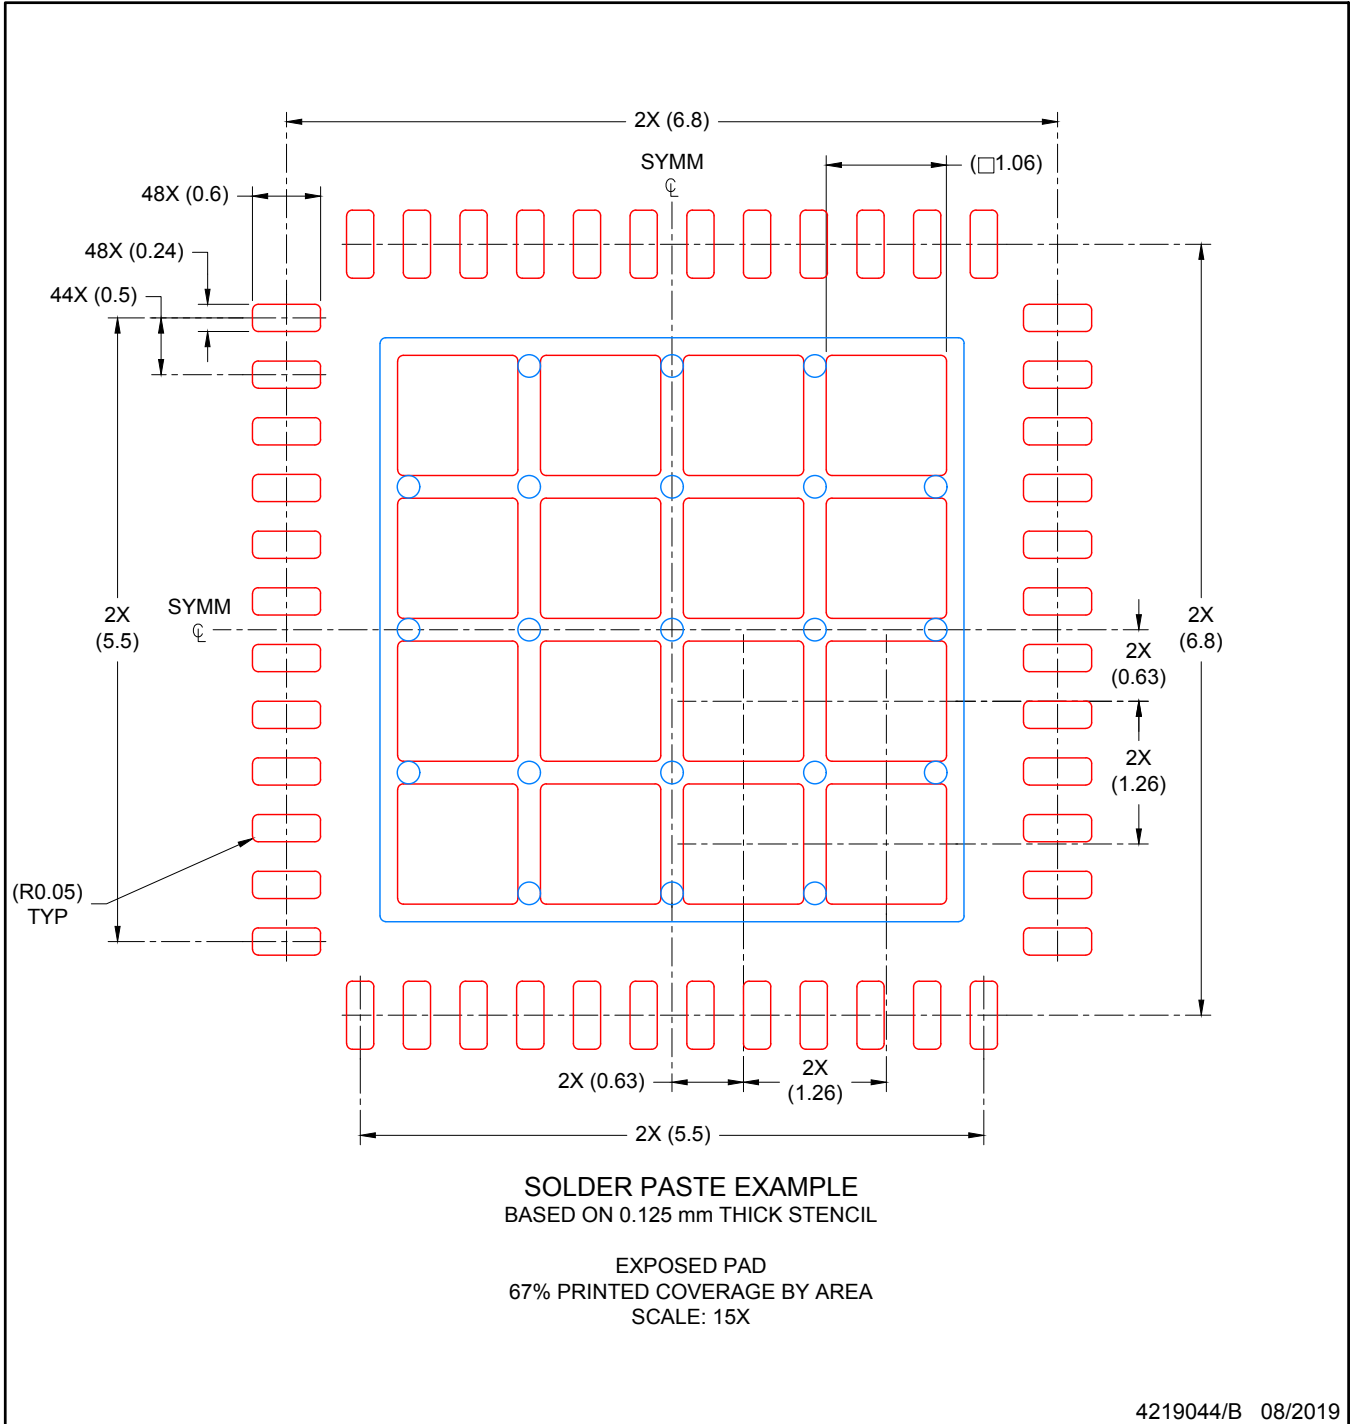 2X (6.8)
SYMM
℄
(□1.06)
48X (0.6)
48X (0.24)
44X (0.5)
2X
(5.5)
SYMM
℄
2X
(0.63)
2X
(6.8)
2X
(1.26)
(R0.05)
TYP
2X (0.63)
2X
(1.26)
2X (5.5)
SOLDER PASTE EXAMPLE
BASED ON 0.125 mm THICK STENCIL
EXPOSED PAD
67% PRINTED COVERAGE BY AREA
SCALE: 15X
4219044/B 08/2019